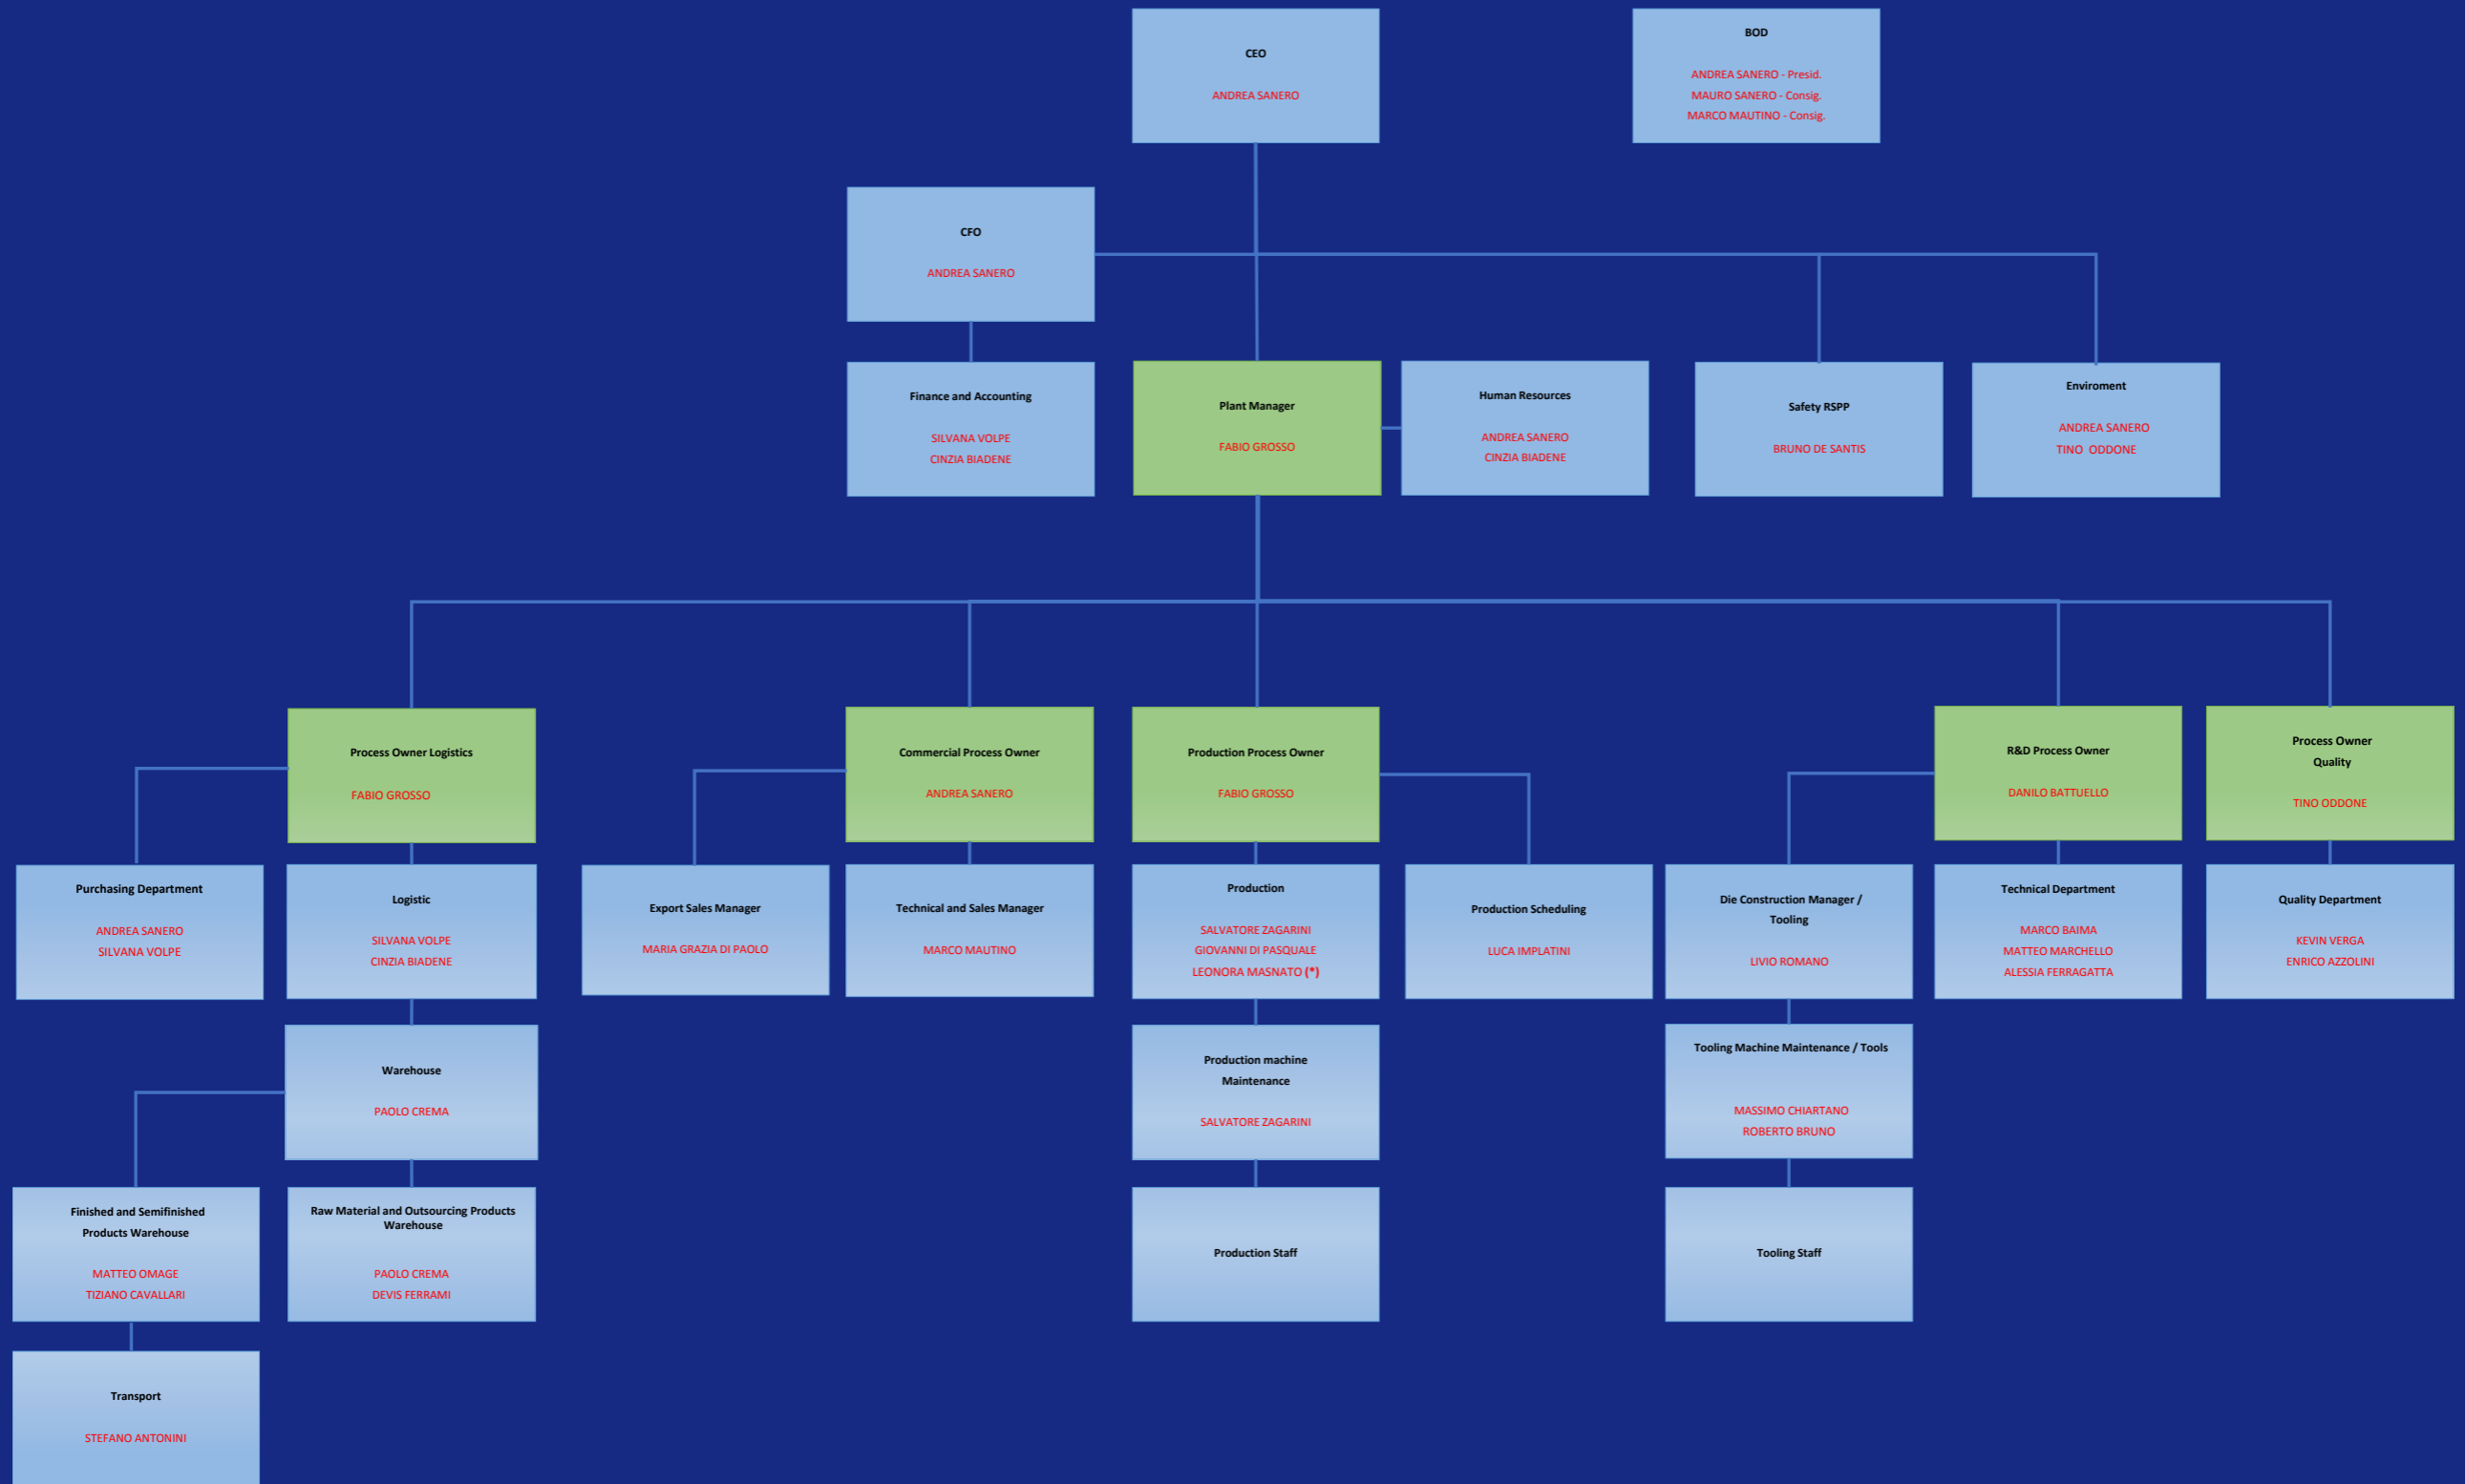 CEO
ANDREA SANERO
BOD
ANDREA SANERO - Presid.
MAURO SANERO - Consig.
MARCO MAUTINO - Consig.
CFO
ANDREA SANERO
Finance and Accounting
SILVANA VOLPE
CINZIA BIADENE
Plant Manager
FABIO GROSSO
Human Resources
ANDREA SANERO
CINZIA BIADENE
Safety RSPP
BRUNO DE SANTIS
Enviroment
ANDREA SANERO
TINO ODDONE
Process Owner Logistics
FABIO GROSSO
Commercial Process Owner
ANDREA SANERO
Production Process Owner
FABIO GROSSO
R&D Process Owner
DANILO BATTUELLO
Process Owner
Quality
TINO ODDONE
Purchasing Department
ANDREA SANERO
SILVANA VOLPE
Logistic
SILVANA VOLPE
CINZIA BIADENE
Export Sales Manager
MARIA GRAZIA DI PAOLO
Technical and Sales Manager
MARCO MAUTINO
Production
SALVATORE ZAGARINI
GIOVANNI DI PASQUALE
LEONORA MASNATO (*)
Production Scheduling
LUCA IMPLATINI
Die Construction Manager /
Tooling
LIVIO ROMANO
Technical Department
MARCO BAIMA
MATTEO MARCHELLO
ALESSIA FERRAGATTA
Quality Department
KEVIN VERGA
ENRICO AZZOLINI
Warehouse
PAOLO CREMA
Production machine
Maintenance
SALVATORE ZAGARINI
Tooling Machine Maintenance / Tools
MASSIMO CHIARTANO
ROBERTO BRUNO
Finished and Semifinished
Products Warehouse
MATTEO OMAGE
TIZIANO CAVALLARI
Raw Material and Outsourcing Products
Warehouse
PAOLO CREMA
DEVIS FERRAMI
Production Staff
Tooling Staff
Transport
STEFANO ANTONINI